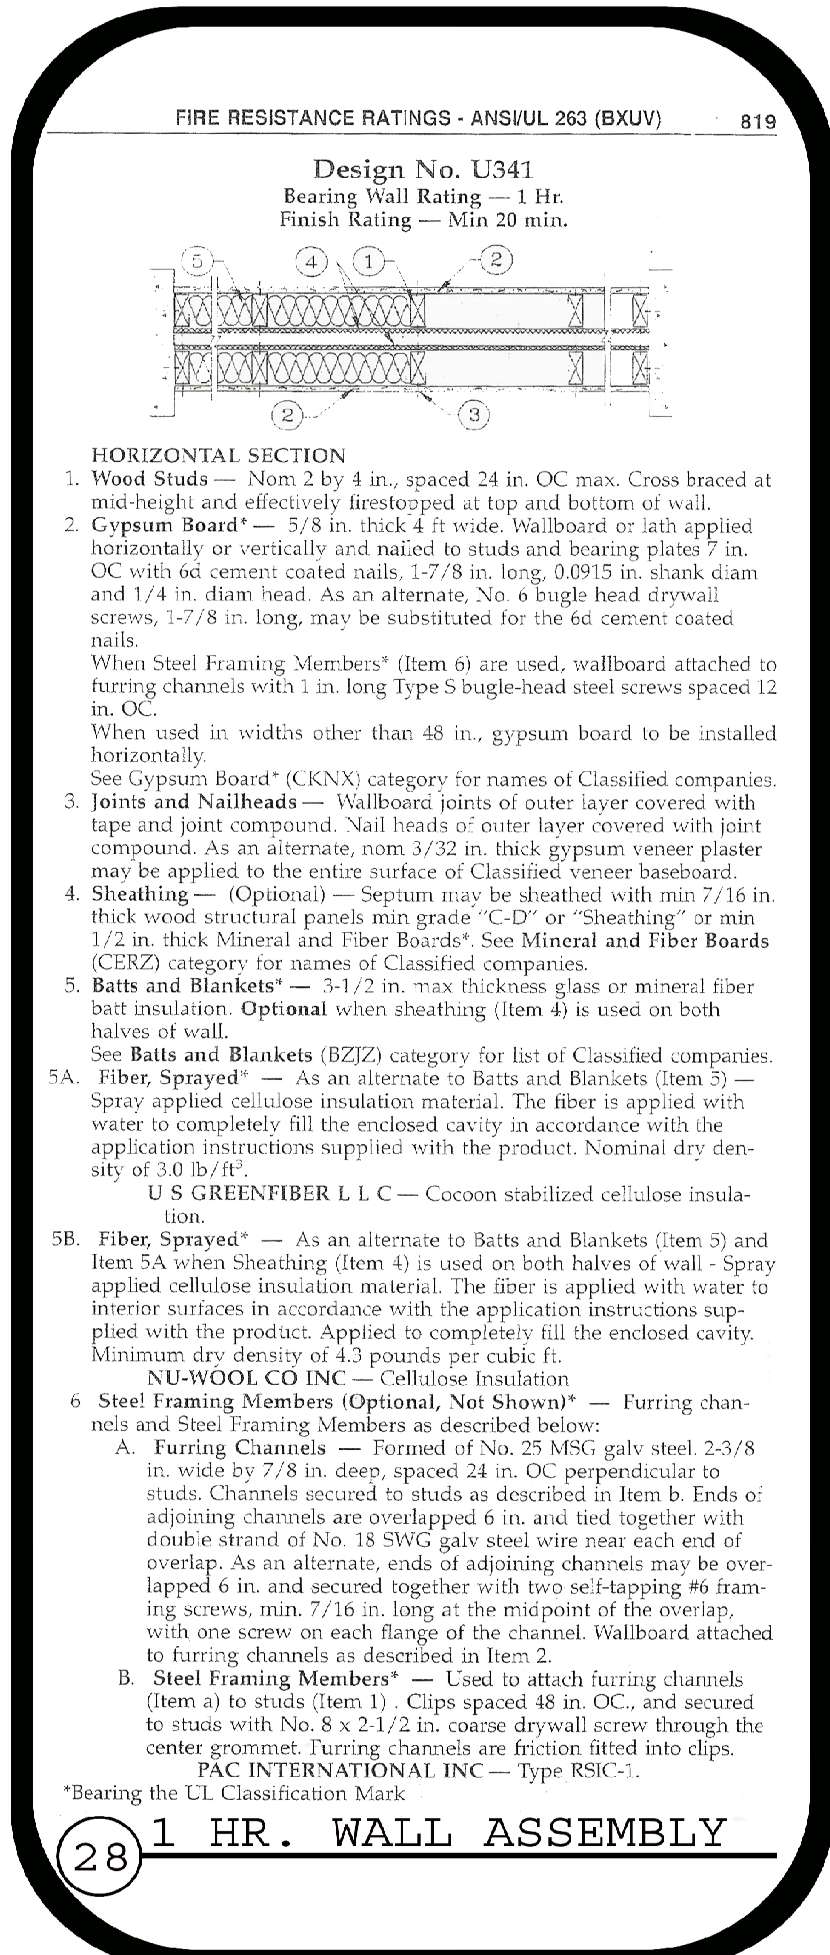 FIRE RESISTANCE RATINGS - ANSI/UL 263 (BXUV) 819
Design No. U341
Bearing Wall Rating — 1 Hr.
Finish Rating — Min 20 min.
5 4 1 2
2 3
HORIZONTAL SECTION
1. Wood Studs — Nom 2 by 4 in., spaced 24 in. OC max. Cross braced at
mid-height and effectively firestopped at top and bottom of wall.
2. Gypsum Board* — 5/8 in. thick 4 ft wide. Wallboard or lath applied
horizontally or vertically and nailed to studs and bearing plates 7 in.
OC with 6d cement coated nails, 1-7/8 in. long, 0.0915 in. shank diam
and 1/4 in. diam head. As an alternate, No. 6 bugle head drywall
screws, 1-7/8 in. long, may be substituted for the 6d cement coated
nails.
When Steel Framing Members* (Item 6) are used, wallboard attached to
furring channels with 1 in. long Type S bugle-head steel screws spaced 12
in. OC.
When used in widths other than 48 in., gypsum board to be installed
horizontally.
See Gypsum Board* (CKNX) category for names of Classified companies.
3. Joints and Nailheads — Wallboard joints of outer layer covered with
tape and joint compound. Nail heads of outer layer covered with joint
compound. As an alternate, nom 3/32 in. thick gypsum veneer plaster
may be applied to the entire surface of Classified veneer baseboard.
4. Sheathing — (Optional) — Septum may be sheathed with min 7/16 in.
thick wood structural panels min grade "C-D" or "Sheathing" or min
1/2 in. thick Mineral and Fiber Boards*. See Mineral and Fiber Boards
(CERZ) category for names of Classified companies.
5. Batts and Blankets* — 3-1/2 in. max thickness glass or mineral fiber
batt insulation. Optional when sheathing (Item 4) is used on both
halves of wall.
See Batts and Blankets (BZJZ) category for list of Classified companies.
5A. Fiber, Sprayed* — As an alternate to Batts and Blankets (Item 5) —
Spray applied cellulose insulation material. The fiber is applied with
water to completely fill the enclosed cavity in accordance with the
application instructions supplied with the product. Nominal dry den-
sity of 3.0 lb/ft³.
U S GREENFIBER L L C — Cocoon stabilized cellulose insula-
tion.
5B. Fiber, Sprayed* — As an alternate to Batts and Blankets (Item 5) and
Item 5A when Sheathing (Item 4) is used on both halves of wall - Spray
applied cellulose insulation material. The fiber is applied with water to
interior surfaces in accordance with the application instructions sup-
plied with the product. Applied to completely fill the enclosed cavity.
Minimum dry density of 4.3 pounds per cubic ft.
NU-WOOL CO INC — Cellulose Insulation
6 Steel Framing Members (Optional, Not Shown)* — Furring chan-
nels and Steel Framing Members as described below:
A. Furring Channels — Formed of No. 25 MSG galv steel. 2-3/8
in. wide by 7/8 in. deep, spaced 24 in. OC perpendicular to
studs. Channels secured to studs as described in Item b. Ends of
adjoining channels are overlapped 6 in. and tied together with
double strand of No. 18 SWG galv steel wire near each end of
overlap. As an alternate, ends of adjoining channels may be over-
lapped 6 in. and secured together with two self-tapping #6 fram-
ing screws, min. 7/16 in. long at the midpoint of the overlap,
with one screw on each flange of the channel. Wallboard attached
to furring channels as described in Item 2.
B. Steel Framing Members* — Used to attach furring channels
(Item a) to studs (Item 1) . Clips spaced 48 in. OC., and secured
to studs with No. 8 x 2-1/2 in. coarse drywall screw through the
center grommet. Furring channels are friction fitted into clips.
PAC INTERNATIONAL INC — Type RSIC-1.
*Bearing the UL Classification Mark
28 1 HR. WALL ASSEMBLY